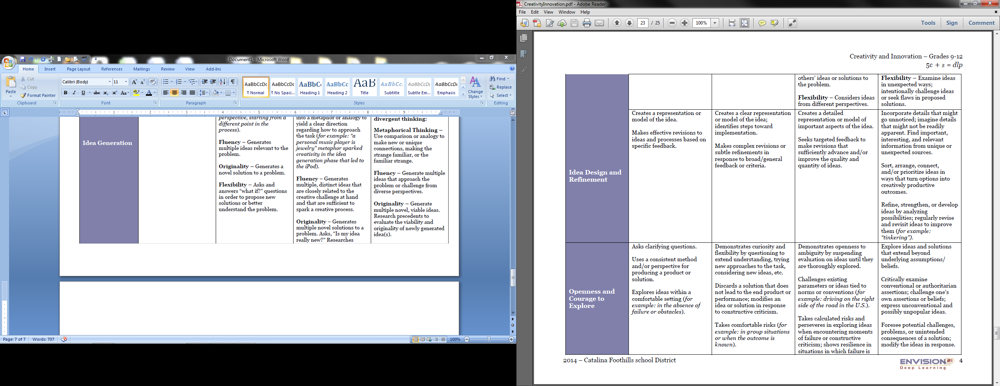 Document1 - Microsoft Word
Home Insert Page Layout References Mailings Review View Add-Ins
Paste
Cut
Copy
Format Painter
Clipboard
Calibri (Body) 11
Font
Paragraph
AaBbCcDc AaBbCcDc AaBbC AaBbCc AaB AaBbCc. AaBbCcDc AaBbCcDc
¶ Normal ¶ No Spaci... Heading 1 Heading 2 Title Subtitle Subtle Em... Emphasis
Change
Styles
Styles
Find
Replace
Select
Editing
1 2 3 4 5 6 7 8 9
Idea Generation
perspective, starting from a
different point in the
process).
Fluency – Generates
multiple ideas relevant to the
problem.
Originality – Generates a
novel solution to a problem.
Flexibility – Asks and
answers “what if?” questions
in order to propose new
solutions or better
understand the problem.
into a metaphor or analogy to
yield a clear direction
regarding how to approach
the task (for example: “a
personal music player is
jewelry” metaphor sparked
creativity in the idea
generation phase that led to
the iPod).
Fluency – Generates
multiple, distinct ideas that
are closely related to the
creative challenge at hand
and that are sufficient to
spark a creative process.
Originality – Generates
multiple novel solutions to a
problem. Asks, “Is my idea
really new?” Researches
divergent thinking:
Metaphorical Thinking –
Use comparison or analogy to
make new or unique
connections, making the
strange familiar, or the
familiar strange.
Fluency – Generate multiple
ideas that approach the
problem or challenge from
diverse perspectives.
Originality – Generate
multiple novel, viable ideas.
Research precedents to
evaluate the viability and
originality of newly generated
idea(s).
Page: 7 of 7 Words: 707 100%
CreativityInnovation.pdf - Adobe Reader
File Edit View Window Help
23 / 25 100% Tools Sign Comment
Creativity and Innovation – Grades 9-12
5c + s = dlp
others’ ideas or solutions to
the problem.
Flexibility – Considers ideas
from different perspectives.
Flexibility – Examine ideas
in unexpected ways;
intentionally challenge ideas
or seek flaws in proposed
solutions.
Idea Design and
Refinement
Creates a representation or
model of the idea.
Makes effective revisions to
ideas and processes based on
specific feedback.
Creates a clear representation
or model of the idea;
identifies steps toward
implementation.
Makes complex revisions or
subtle refinements in
response to broad/general
feedback or criteria.
Creates a detailed
representation or model of
important aspects of the idea.
Seeks targeted feedback to
make revisions that
sufficiently advance and/or
improve the quality and
quantity of ideas.
Incorporate details that might
go unnoticed; imagine details
that might not be readily
apparent. Find important,
interesting, and relevant
information from unique or
unexpected sources.
Sort, arrange, connect,
and/or prioritize ideas in
ways that turn options into
creatively productive
outcomes.
Refine, strengthen, or develop
ideas by analyzing
possibilities; regularly revise
and revisit ideas to improve
them (for example:
“tinkering”).
Openness and
Courage to
Explore
Asks clarifying questions.
Uses a consistent method
and/or perspective for
producing a product or
solution.
Explores ideas within a
comfortable setting (for
example: in the absence of
failure or obstacles).
Demonstrates curiosity and
flexibility by questioning to
extend understanding, trying
new approaches to the task,
considering new ideas, etc.
Discards a solution that does
not lead to the end product or
performance; modifies an
idea or solution in response
to constructive criticism.
Takes comfortable risks (for
example: in group situations
or when the outcome is
known).
Demonstrates openness to
ambiguity by suspending
evaluation on ideas until they
are thoroughly explored.
Challenges existing
parameters or ideas tied to
norms or conventions (for
example: driving on the right
side of the road in the U.S.).
Takes calculated risks and
perseveres in exploring ideas
when encountering moments
of failure or constructive
criticism; shows resilience in
situations in which failure is
Explore ideas and solutions
that extend beyond
underlying assumptions/
beliefs.
Critically examine
conventional or authoritarian
assertions; challenge one’s
own assertions or beliefs;
express unconventional and
possibly unpopular ideas.
Foresee potential challenges,
problems, or unintended
consequences of a solution;
modify the ideas in response.
2014 – Catalina Foothills school District
ENVISION21
Deep Learning
4